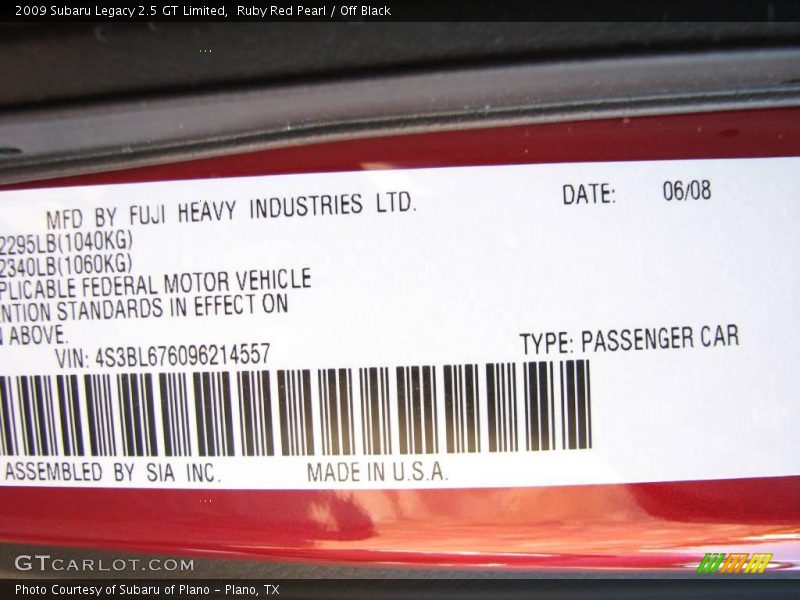 2009 Subaru Legacy 2.5 GT Limited,  Ruby Red Pearl / Off Black
MFD BY FUJI HEAVY INDUSTRIES LTD. DATE: 06/08
2295LB(1040KG)
2340LB(1060KG)
PLICABLE FEDERAL MOTOR VEHICLE
NTION STANDARDS IN EFFECT ON
ABOVE.
VIN: 4S3BL676096214557 TYPE: PASSENGER CAR
ASSEMBLED BY SIA INC. MADE IN U.S.A.
GTCARLOT.COM
Photo Courtesy of Subaru of Plano - Plano, TX